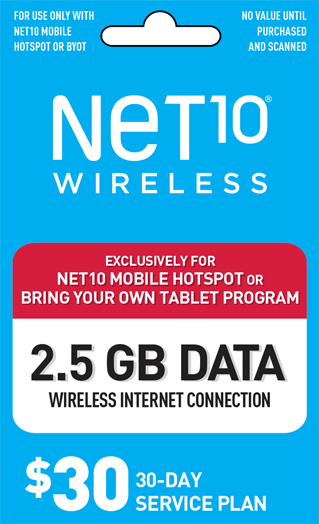 FOR USE ONLY WITH
NET10 MOBILE
HOTSPOT OR BYOT
NO VALUE UNTIL
PURCHASED
AND SCANNED
NeT10®
WIRELESS
EXCLUSIVELY FOR
NET10 MOBILE HOTSPOT OR
BRING YOUR OWN TABLET PROGRAM
2.5 GB DATA
WIRELESS INTERNET CONNECTION
$30 30-DAY
SERVICE PLAN